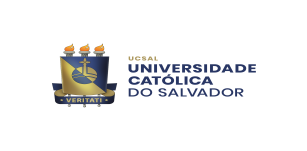 UCSAL
UNIVERSIDADE
CATÓLICA
DO SALVADOR
VERITATI